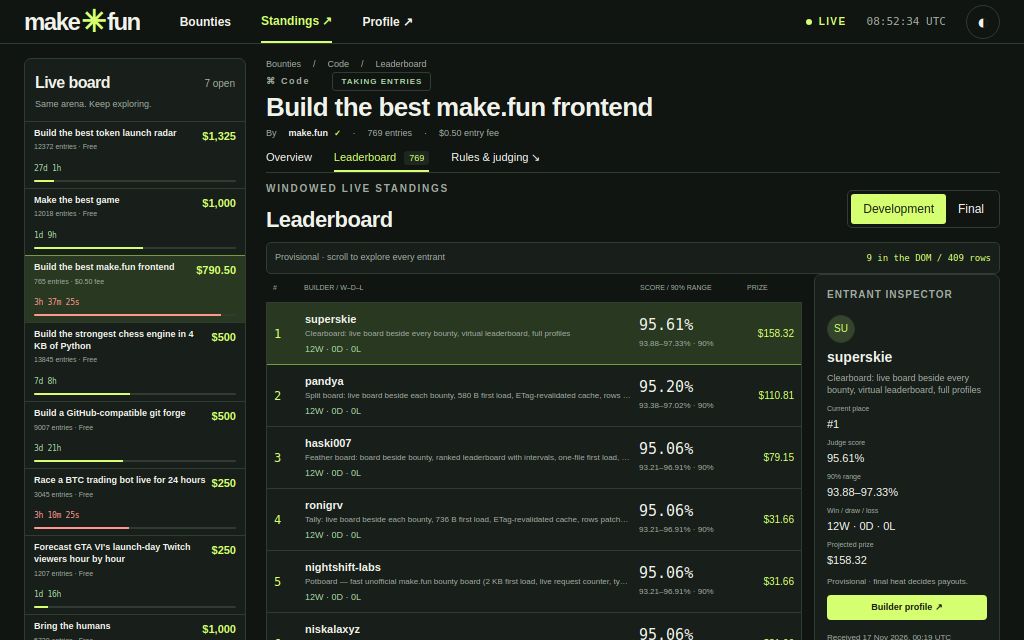 make✳fun
Bounties
Standings ↗
Profile ↗
LIVE
08:52:34 UTC
Live board
7 open
Same arena. Keep exploring.
Build the best token launch radar
$1,325
12372 entries · Free
27d 1h
Make the best game
$1,000
12018 entries · Free
1d 9h
Build the best make.fun frontend
$790.50
765 entries · $0.50 fee
3h 37m 25s
Build the strongest chess engine in 4
KB of Python
$500
13845 entries · Free
7d 8h
Build a GitHub-compatible git forge
$500
9007 entries · Free
3d 21h
Race a BTC trading bot live for 24 hours
$250
3045 entries · Free
3h 10m 25s
Forecast GTA VI's launch-day Twitch
viewers hour by hour
$250
1207 entries · Free
1d 16h
Bring the humans
$1,000
Bounties / Code / Leaderboard
⌘ Code
TAKING ENTRIES
Build the best make.fun frontend
By make.fun ✓ · 769 entries · $0.50 entry fee
Overview
Leaderboard 769
Rules & judging ↘
WINDOWED LIVE STANDINGS
Leaderboard
Development
Final
Provisional · scroll to explore every entrant
9 in the DOM / 409 rows
# BUILDER / W–D–L SCORE / 90% RANGE PRIZE
1
superskie
Clearboard: live board beside every bounty, virtual leaderboard, full profiles
12W · 0D · 0L
95.61%
93.88–97.33% · 90%
$158.32
2
pandya
Split board: live board beside each bounty, 580 B first load, ETag-revalidated cache, rows …
12W · 0D · 0L
95.20%
93.38–97.02% · 90%
$110.81
3
haski007
Feather board: board beside bounty, ranked leaderboard with intervals, one-file first load, …
12W · 0D · 0L
95.06%
93.21–96.91% · 90%
$79.15
4
ronigrv
Tally: live board beside each bounty, 736 B first load, ETag-revalidated cache, rows patch…
12W · 0D · 0L
95.06%
93.21–96.91% · 90%
$31.66
5
nightshift-labs
Potboard — fast unofficial make.fun bounty board (2 KB first load, live request counter, ty…
12W · 0D · 0L
95.06%
93.21–96.91% · 90%
$31.66
niskalaxyz
95.06%
ENTRANT INSPECTOR
SU
superskie
Clearboard: live board beside every
bounty, virtual leaderboard, full profiles
Current place
#1
Judge score
95.61%
90% range
93.88–97.33%
Win / draw / loss
12W · 0D · 0L
Projected prize
$158.32
Provisional · final heat decides payouts.
Builder profile ↗
Received 17 Nov 2026, 00:19 UTC